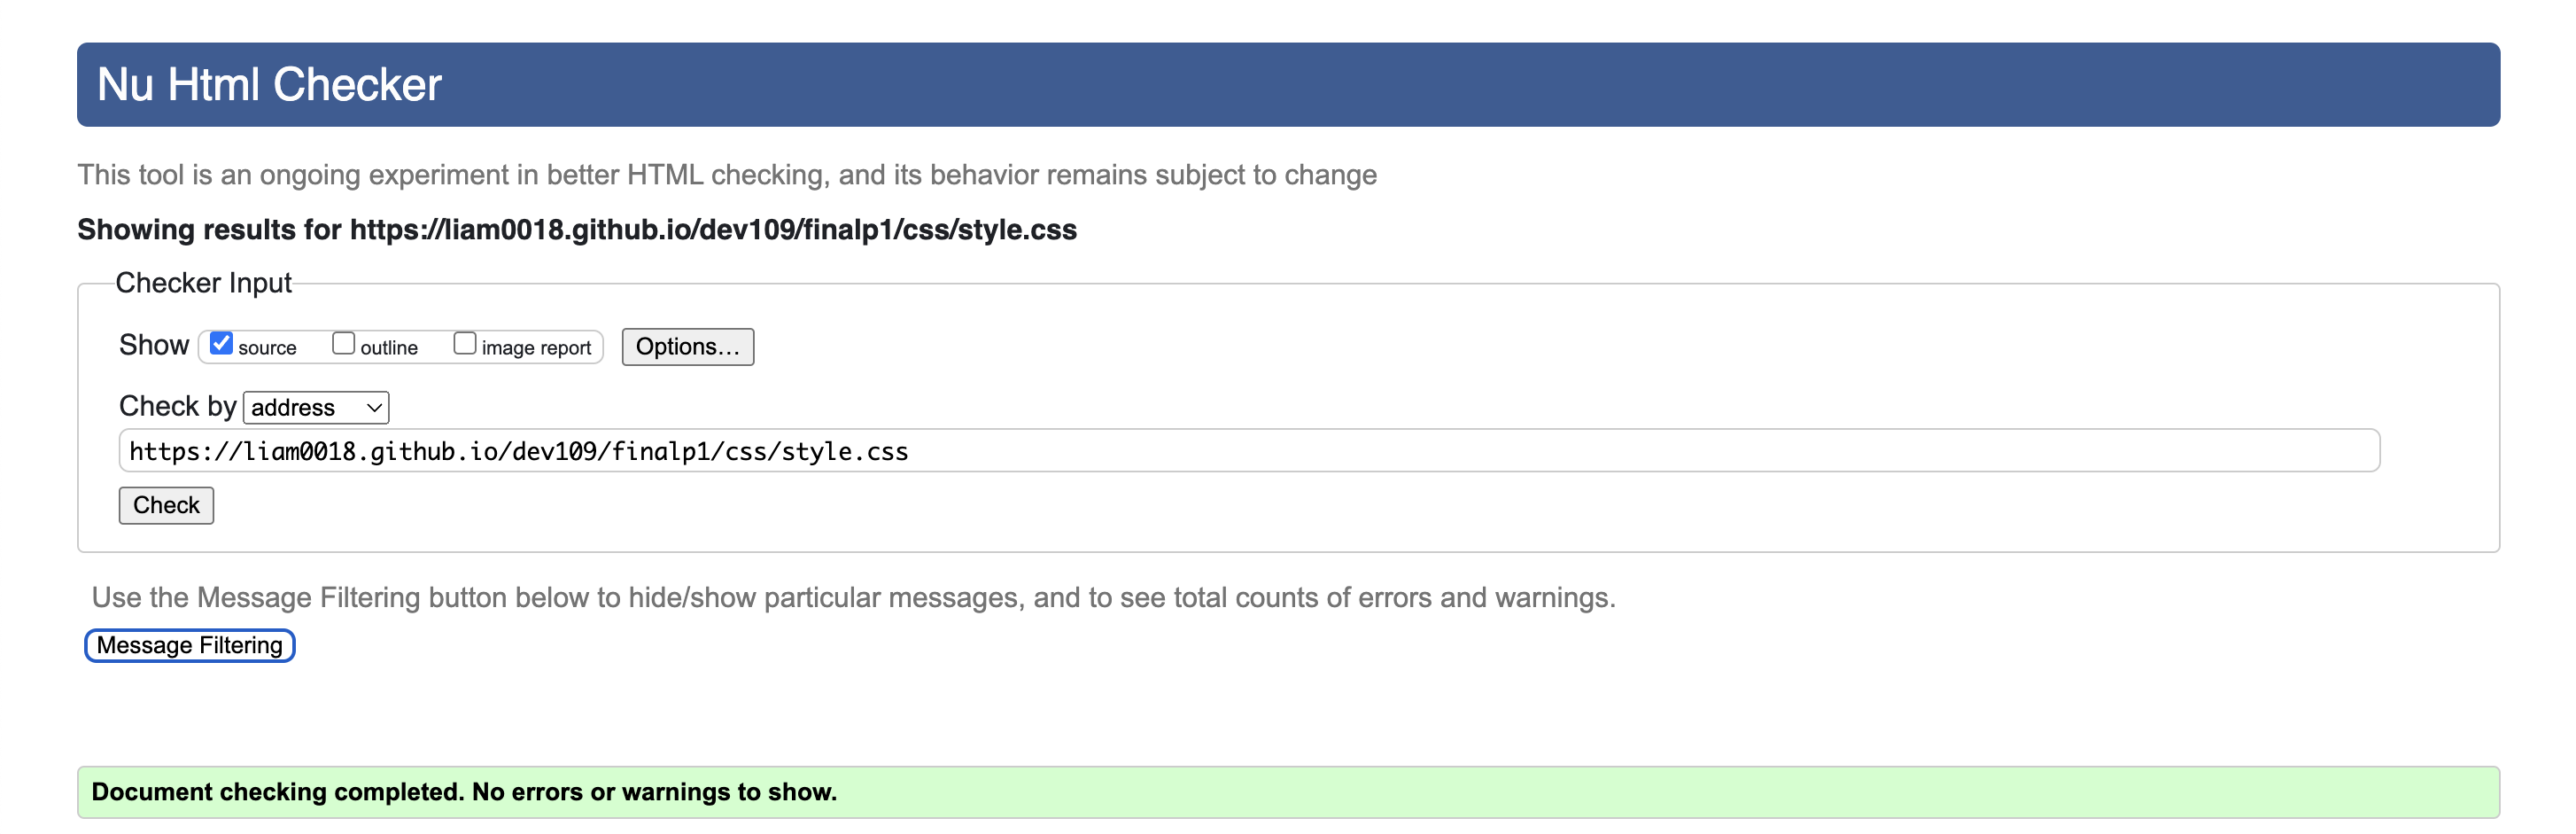 Nu Html Checker
This tool is an ongoing experiment in better HTML checking, and its behavior remains subject to change
Showing results for https://liam0018.github.io/dev109/finalp1/css/style.css
Checker Input
Show source outline image report Options...
Check by address
https://liam0018.github.io/dev109/finalp1/css/style.css
Check
Use the Message Filtering button below to hide/show particular messages, and to see total counts of errors and warnings.
Message Filtering
Document checking completed. No errors or warnings to show.